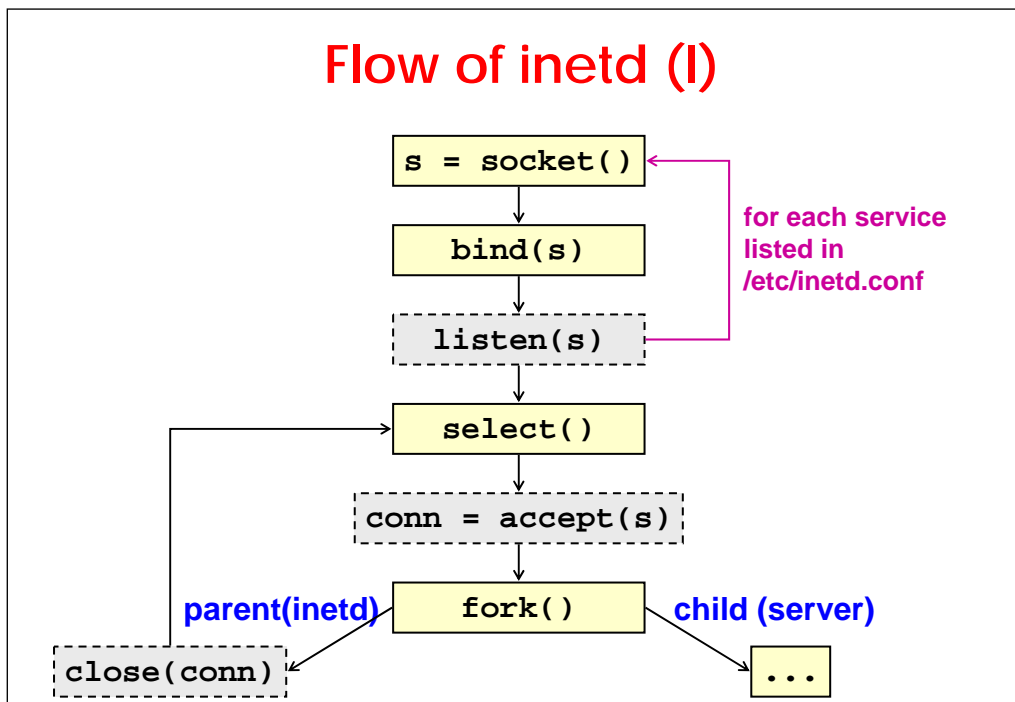 Flow of inetd (I)
s = socket()
for each service
listed in
/etc/inetd.conf
bind(s)
listen(s)
select()
conn = accept(s)
parent(inetd)
fork()
child (server)
close(conn)
...